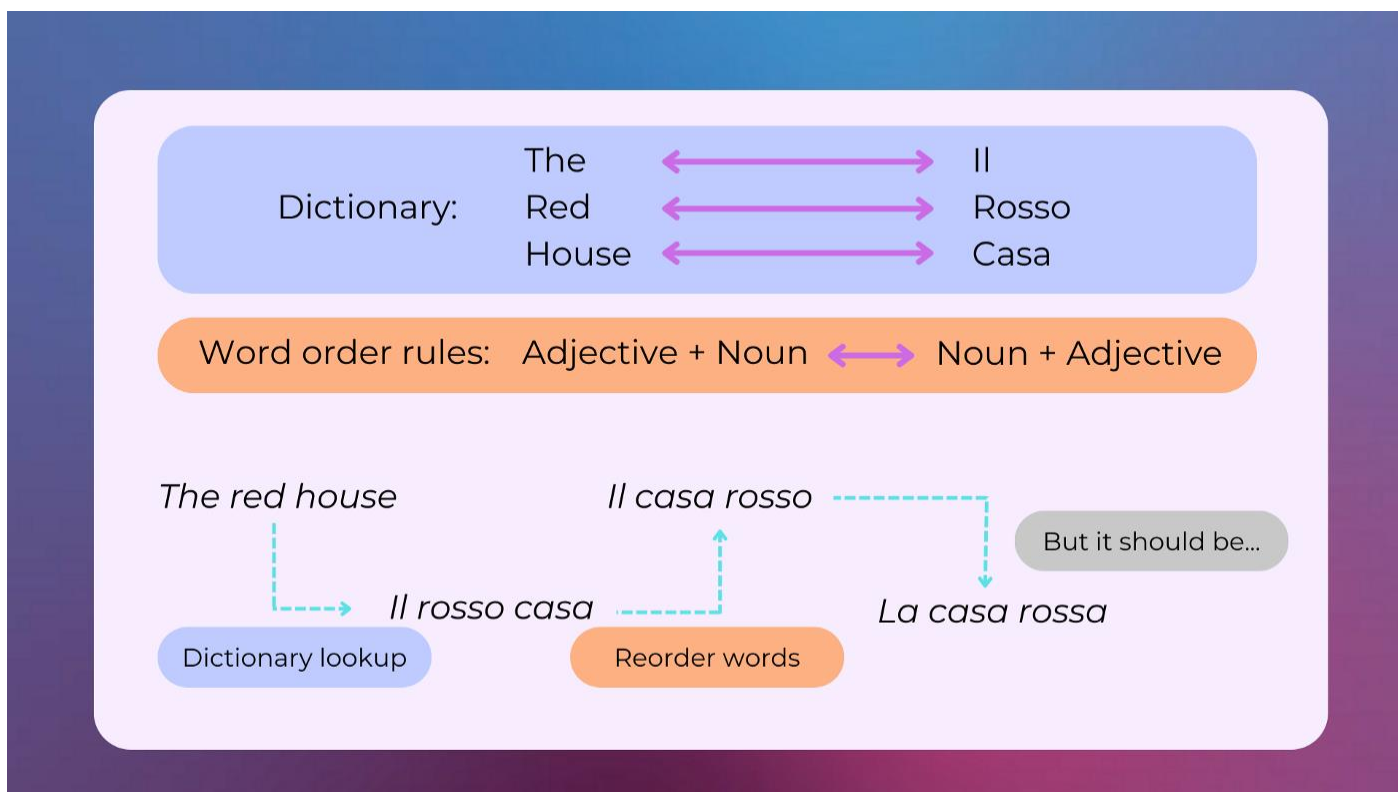 The Il
Dictionary: Red Rosso
House Casa
Word order rules: Adjective + Noun Noun + Adjective
The red house
Il rosso casa
Dictionary lookup
Il casa rosso
Reorder words
But it should be...
La casa rossa